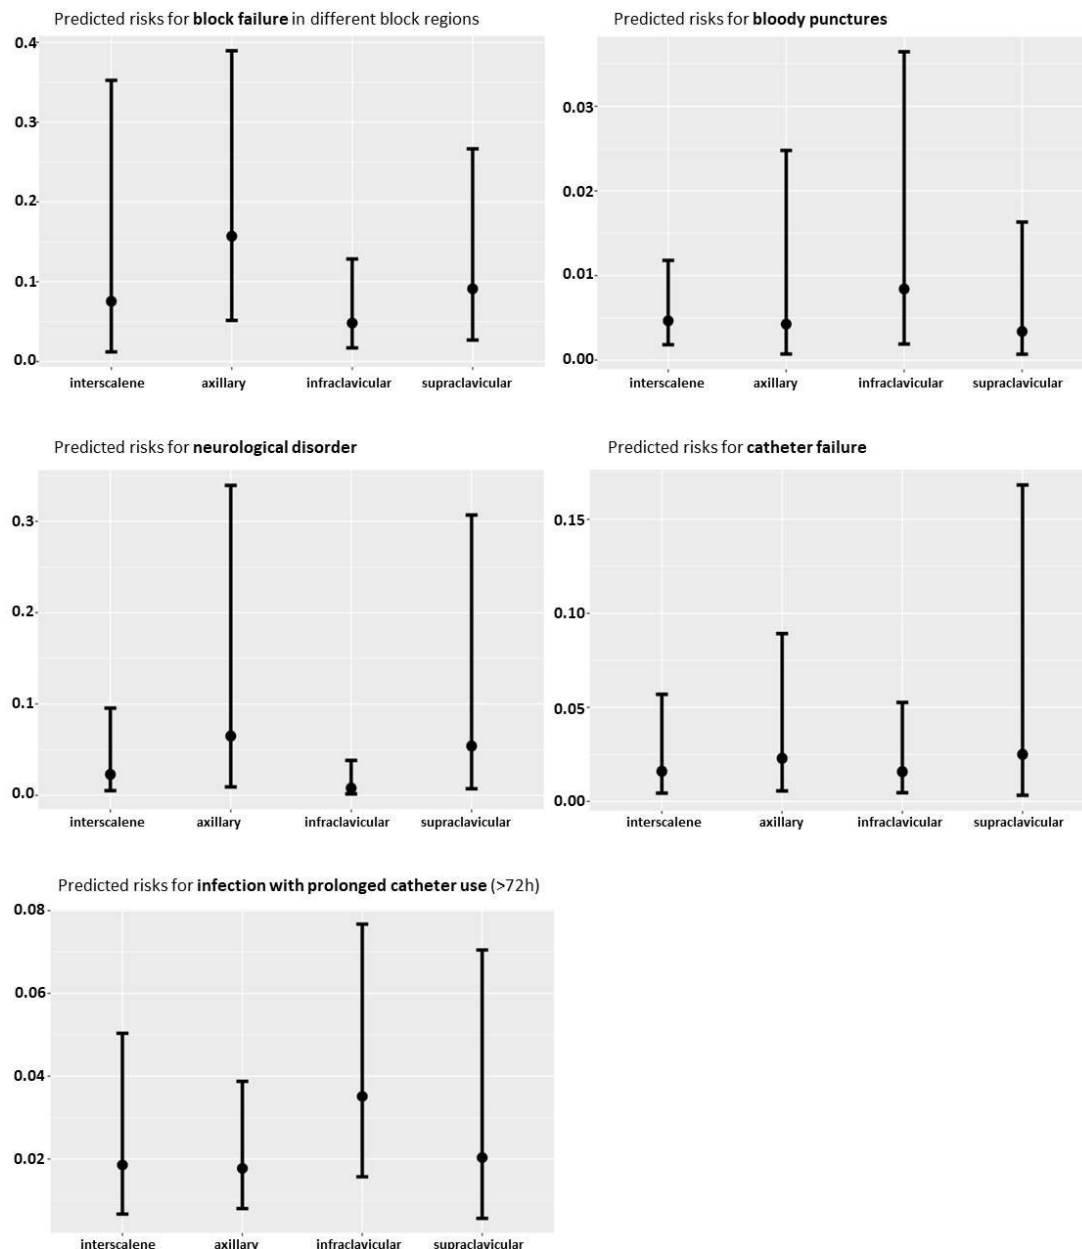 Predicted risks for block failure in different block regions
0.4
0.3
0.2
0.1
0.0
interscalene axillary infraclavicular supraclavicular
Predicted risks for bloody punctures
0.03
0.02
0.01
0.00
interscalene axillary infraclavicular supraclavicular
Predicted risks for neurological disorder
0.3
0.2
0.1
0.0
interscalene axillary infraclavicular supraclavicular
Predicted risks for catheter failure
0.15
0.10
0.05
0.00
interscalene axillary infraclavicular supraclavicular
Predicted risks for infection with prolonged catheter use (>72h)
0.08
0.06
0.04
0.02
interscalene axillary infraclavicular supraclavicular